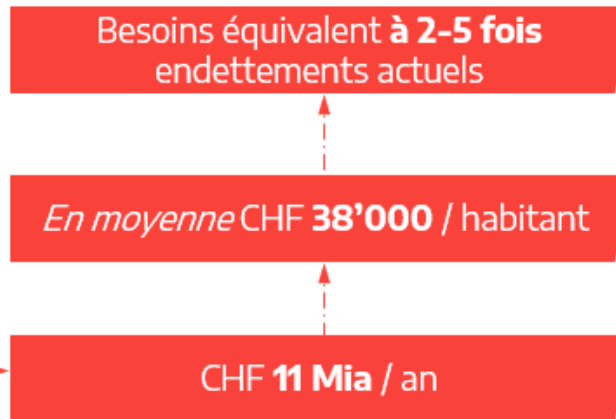 Besoins équivalent à 2-5 fois
endettements actuels
En moyenne CHF 38’000 / habitant
CHF 11 Mia / an